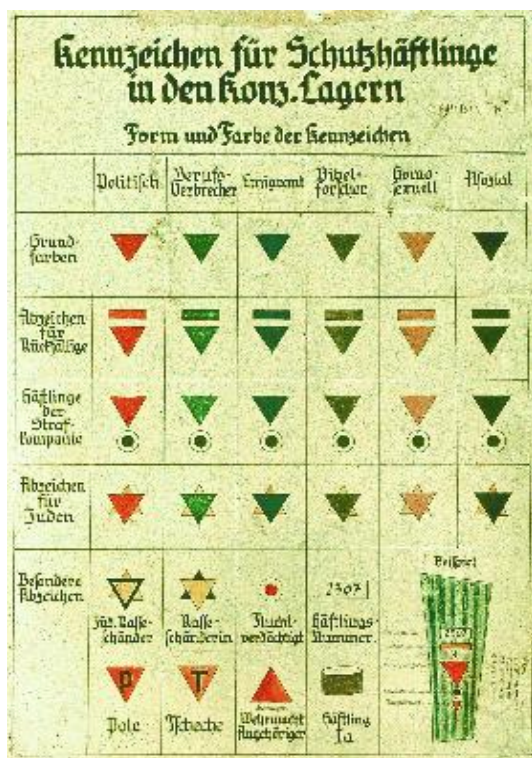 Kennzeichen für Schutzhäftlinge
in den Konz.-Lagern
Form und Farbe der Kennzeichen
Politisch
Berufs-
Verbrecher
Emigrant
Bibel-
forscher
Homo-
sexuell
Asozial
Grund-
farben
Abzeichen
für
Rückfällige
Häftlinge
der
Straf-
kompanie
Abzeichen
für
Juden
Besondere
Abzeichen
Jüd. Rasse-
schänder
Rasse-
schänderin
Flucht-
verdächtigt
2307
Häftlings-
Nummer.
Beispiel
2307
P
Pole
T
Tscheche
Wehrmacht
Angehöriger
Häftling
Ia